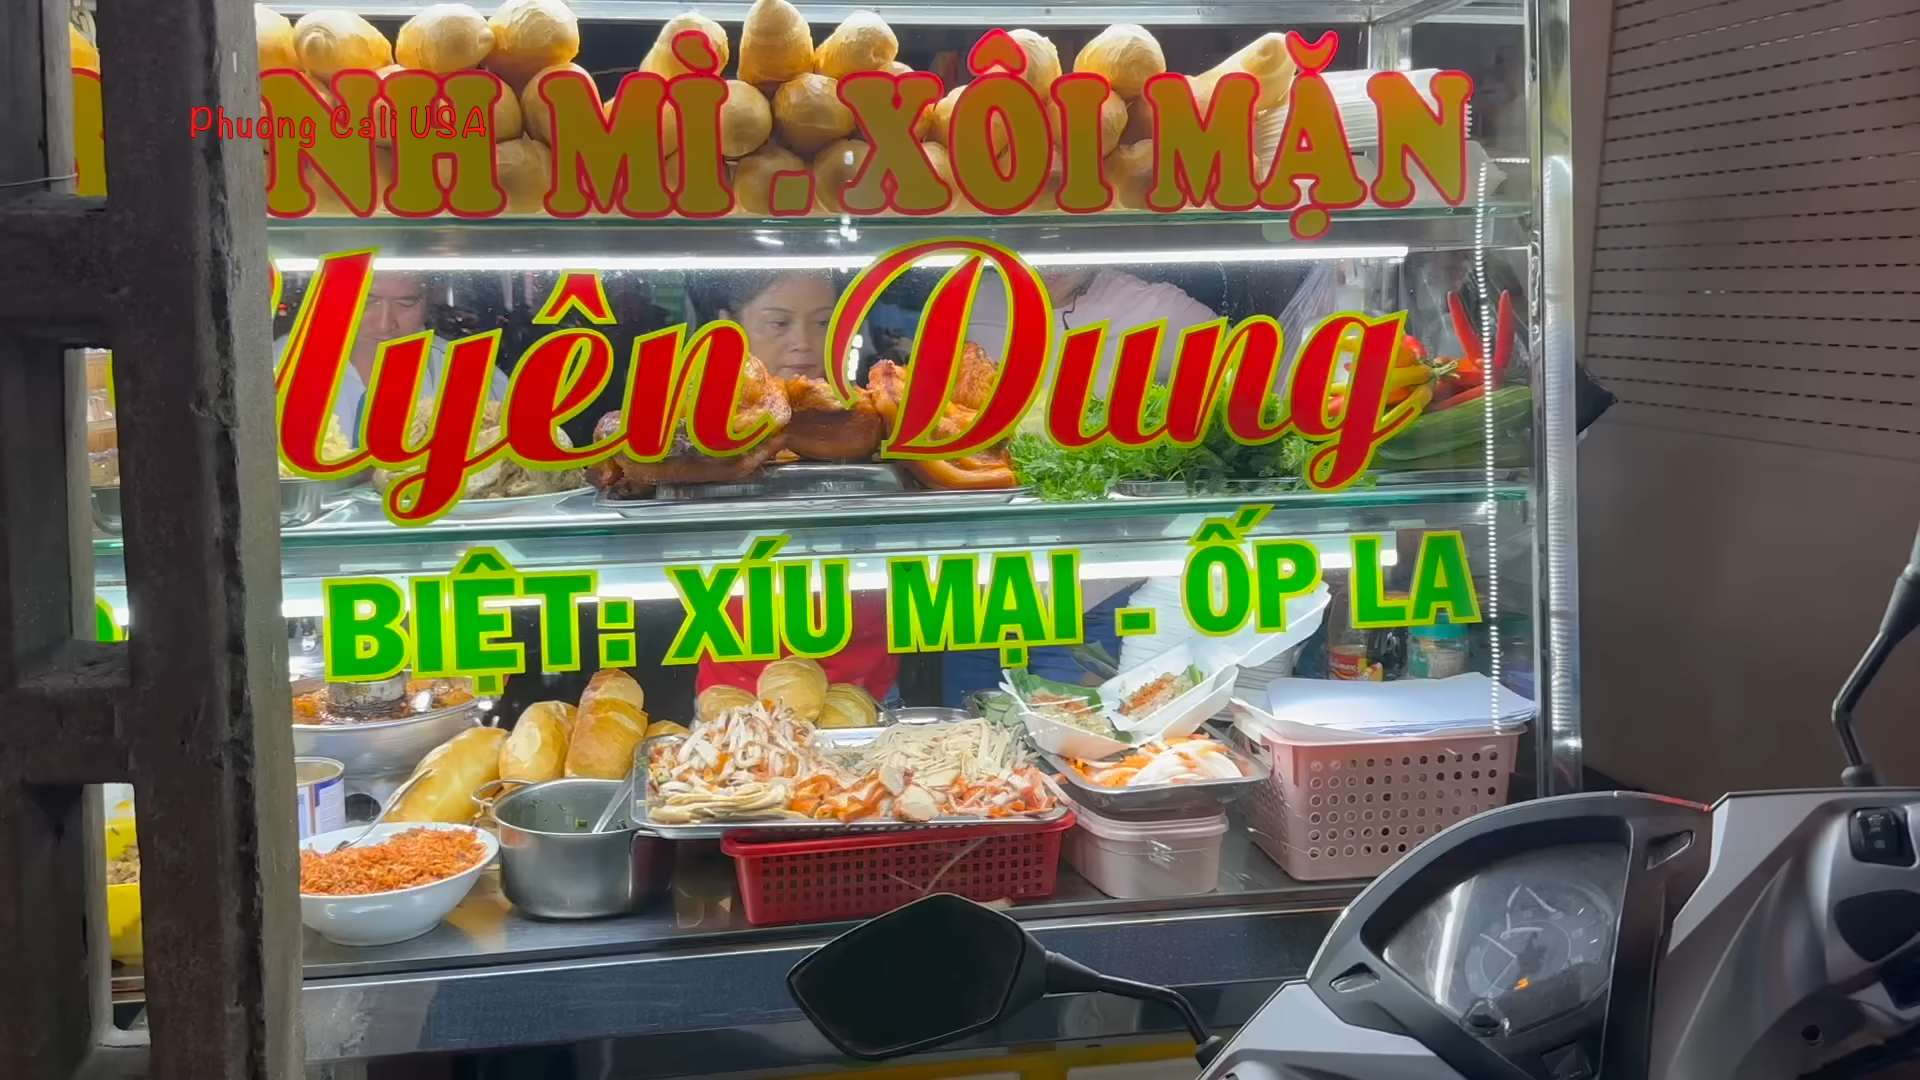 Phuong Cali USA
NH MÌ . XÔI MẶN
Uyên Dung
BIỆT: XÍU MẠI - ỐP LA